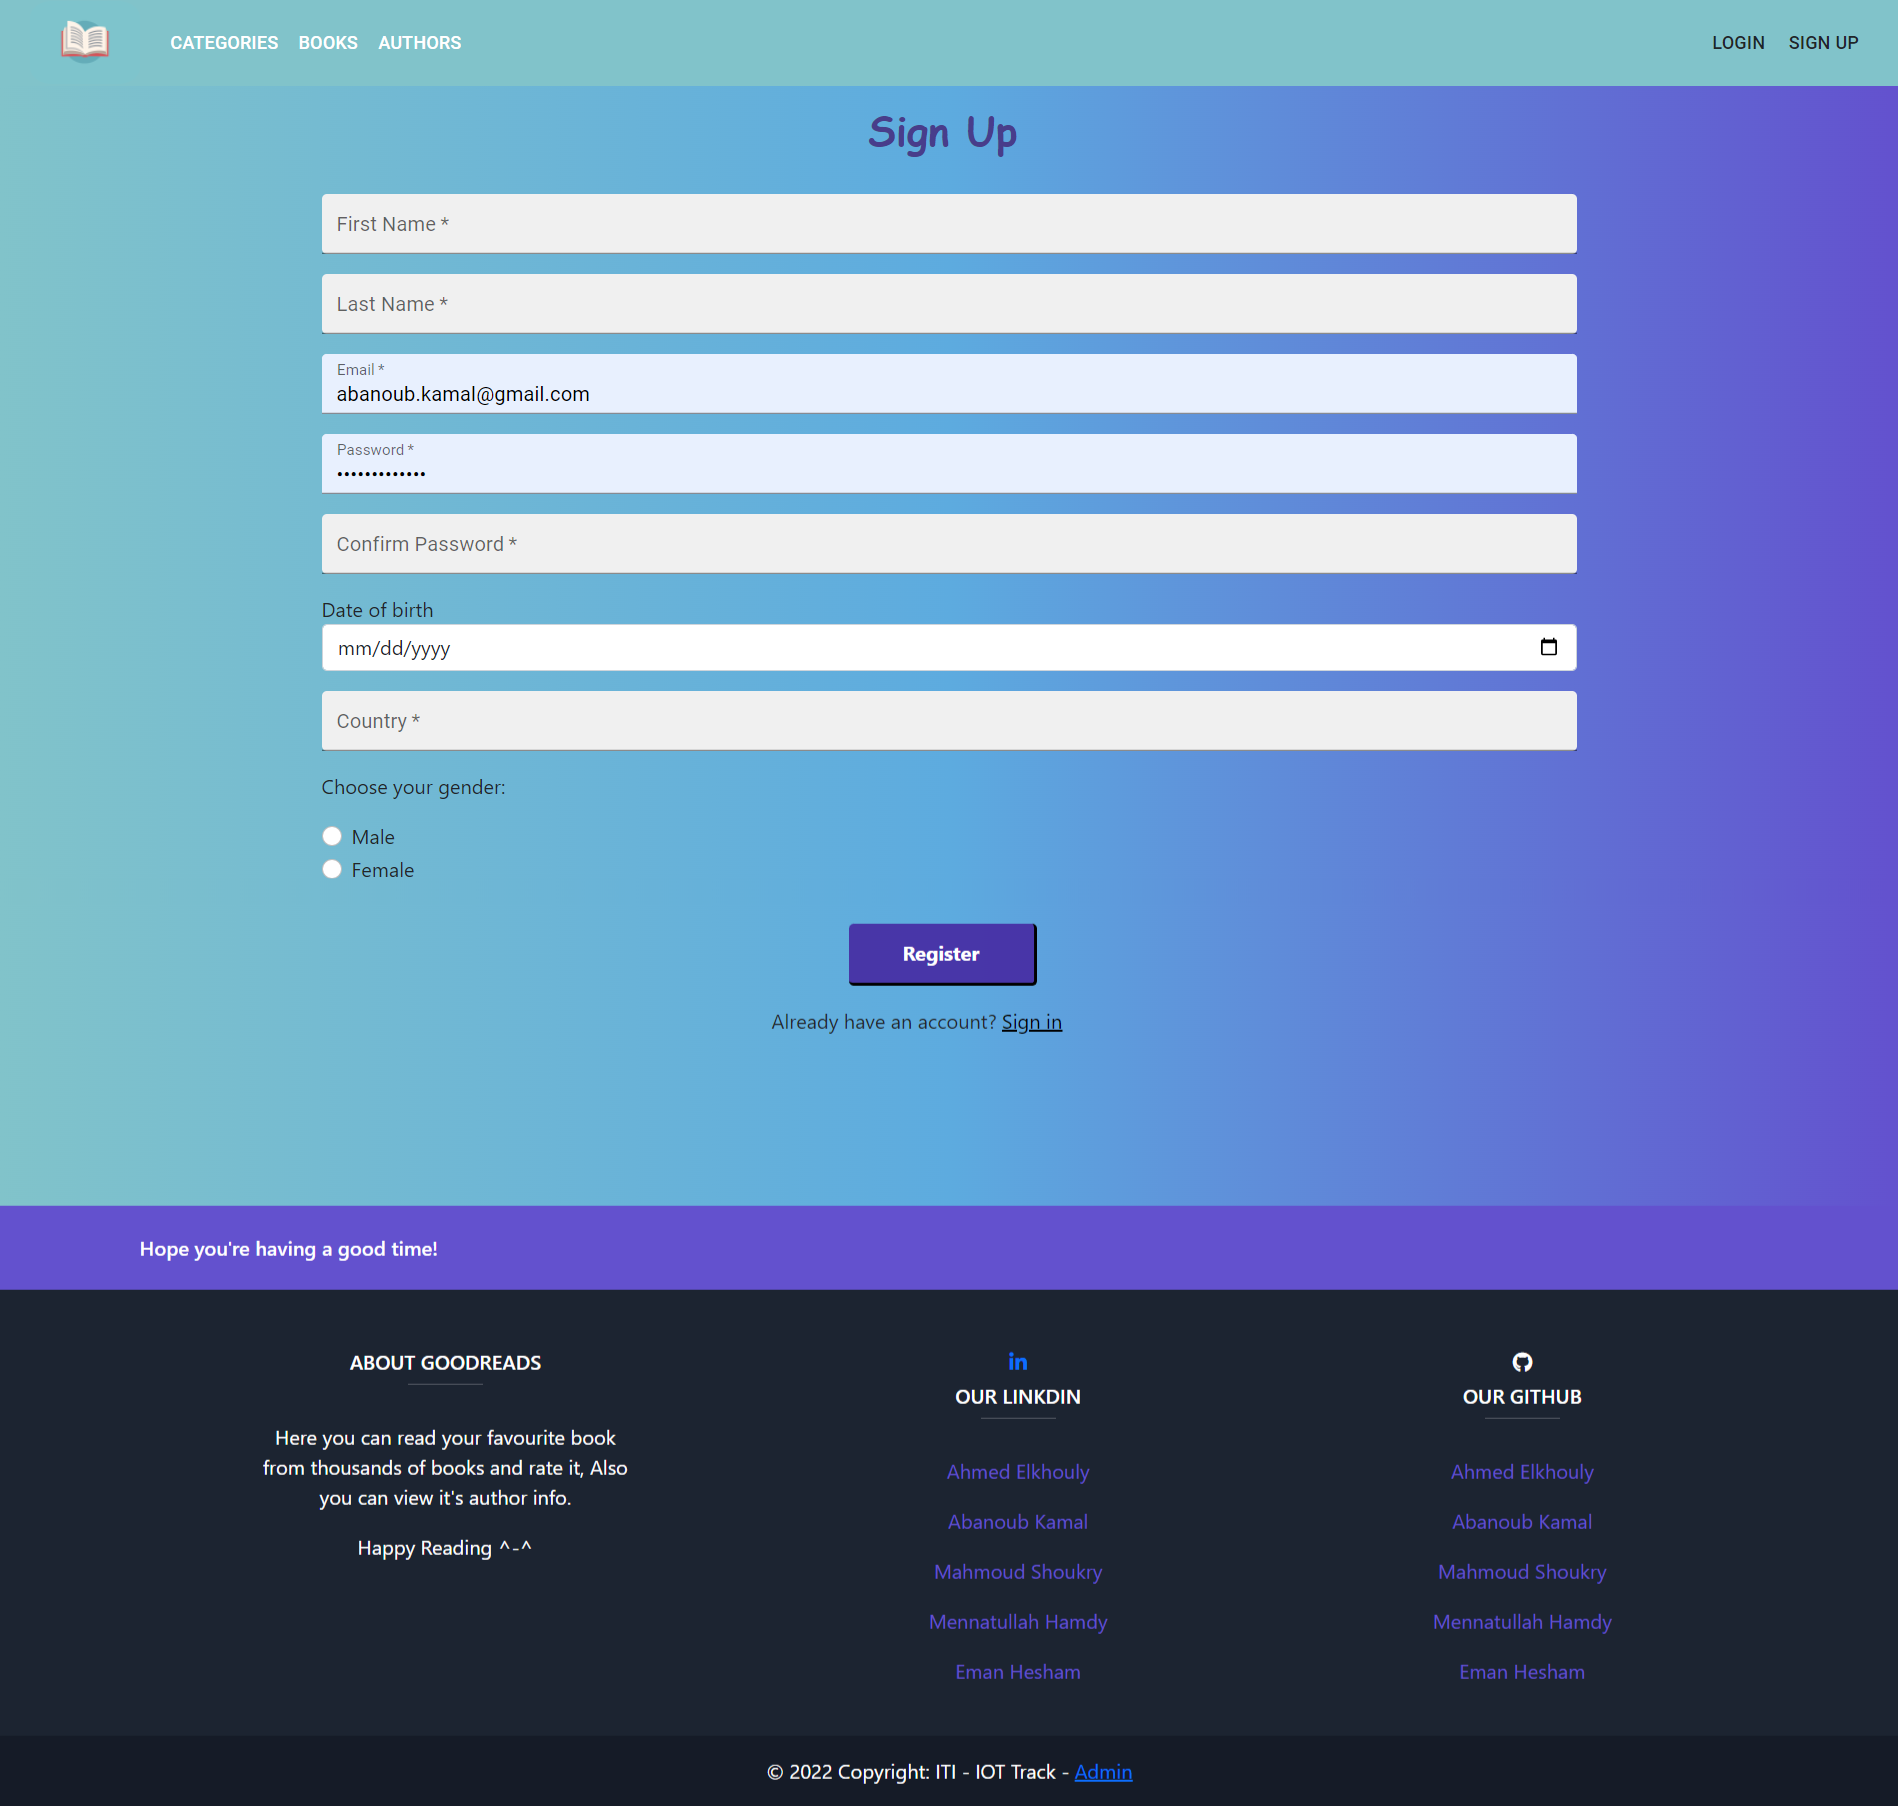 CATEGORIES BOOKS AUTHORS LOGIN SIGN UP
Sign Up
First Name *
Last Name *
Email *
abanoub.kamal@gmail.com
Password *
•••••••••••••
Confirm Password *
Date of birth
mm/dd/yyyy
Country *
Choose your gender:
Male
Female
Register
Already have an account? Sign in
Hope you're having a good time!
ABOUT GOODREADS
Here you can read your favourite book
from thousands of books and rate it, Also
you can view it's author info.
Happy Reading ^-^
OUR LINKDIN
Ahmed Elkhouly
Abanoub Kamal
Mahmoud Shoukry
Mennatullah Hamdy
Eman Hesham
OUR GITHUB
Ahmed Elkhouly
Abanoub Kamal
Mahmoud Shoukry
Mennatullah Hamdy
Eman Hesham
© 2022 Copyright: ITI - IOT Track - Admin